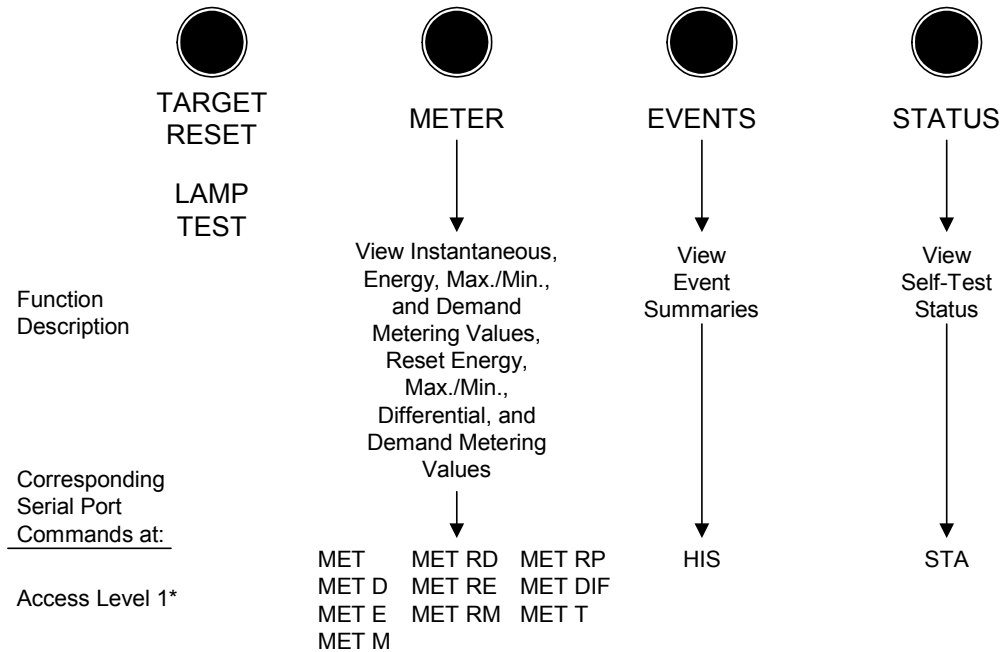 TARGET
RESET
LAMP
TEST
METER
EVENTS
STATUS
Function
Description
View Instantaneous,
Energy, Max./Min.,
and Demand
Metering Values,
Reset Energy,
Max./Min.,
Differential, and
Demand Metering
Values
View
Event
Summaries
View
Self-Test
Status
Corresponding
Serial Port
Commands at:
Access Level 1*
MET MET RD MET RP
MET D MET RE MET DIF
MET E MET RM MET T
MET M
HIS
STA